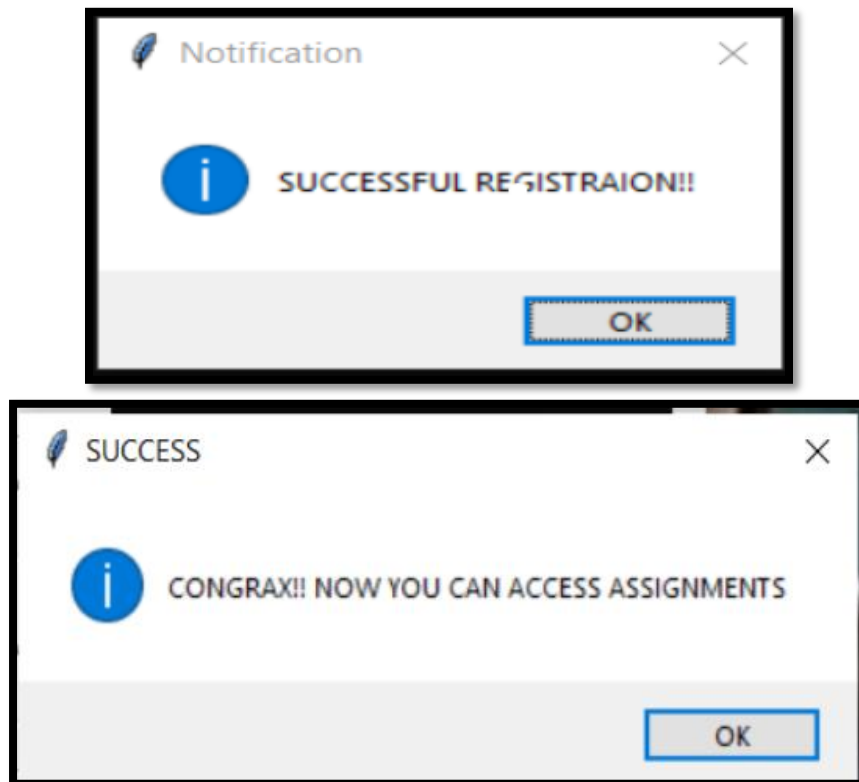 Notification
SUCCESSFUL REGISTRAION!!
OK
SUCCESS
CONGRAX!! NOW YOU CAN ACCESS ASSIGNMENTS
OK